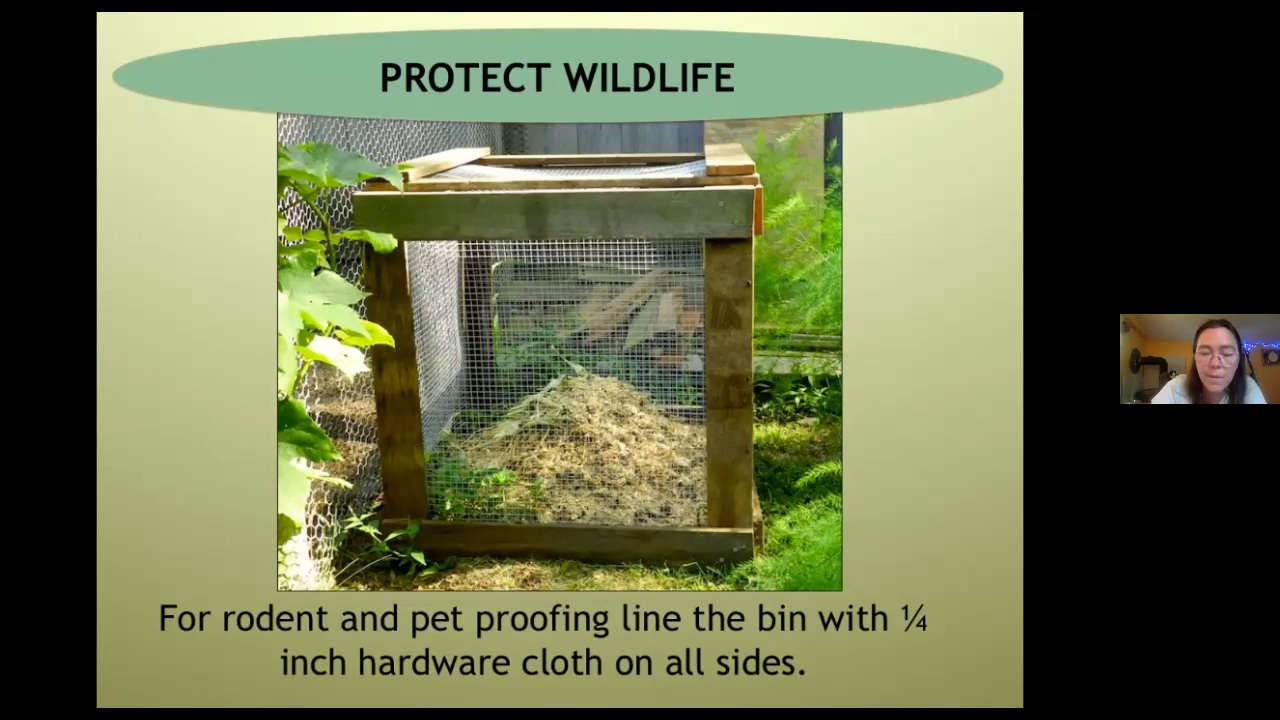 PROTECT WILDLIFE
For rodent and pet proofing line the bin with ¼
inch hardware cloth on all sides.